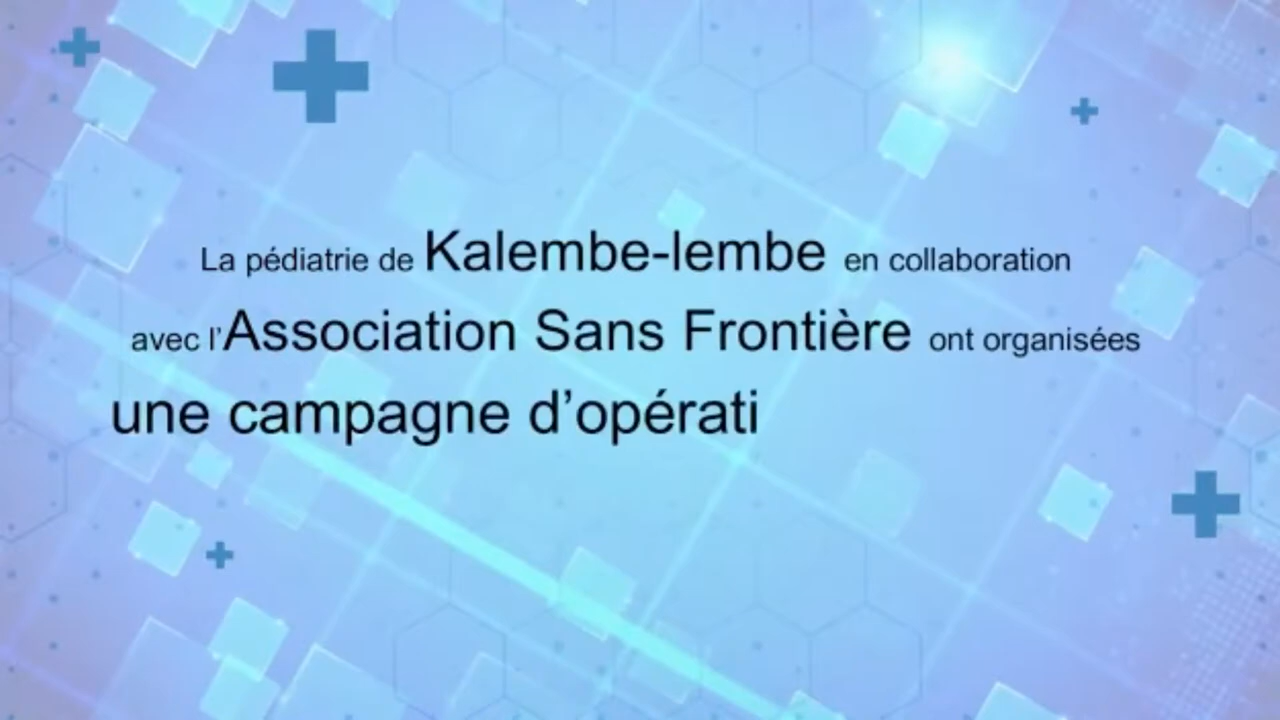 La pédiatrie de Kalembe-lembe en collaboration
avec l’Association Sans Frontière ont organisées
une campagne d’opérati